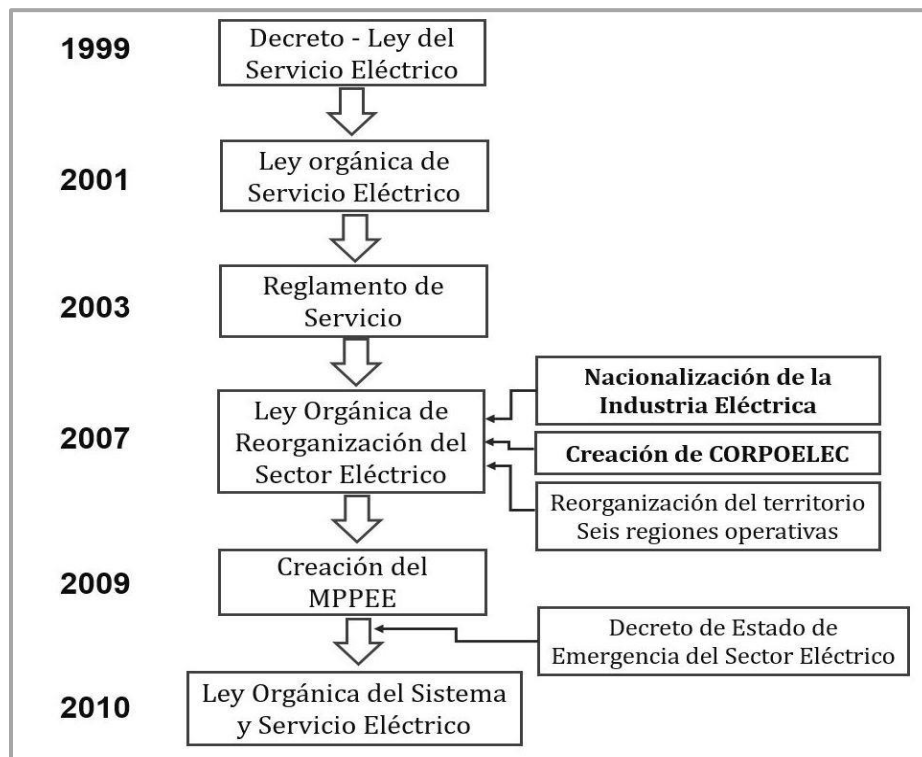 1999
Decreto - Ley del
Servicio Eléctrico
2001
Ley orgánica de
Servicio Eléctrico
2003
Reglamento de
Servicio
2007
Ley Orgánica de
Reorganización del
Sector Eléctrico
Nacionalización de la
Industria Eléctrica
Creación de CORPOELEC
Reorganización del territorio
Seis regiones operativas
2009
Creación del
MPPEE
Decreto de Estado de
Emergencia del Sector Eléctrico
2010
Ley Orgánica del Sistema
y Servicio Eléctrico